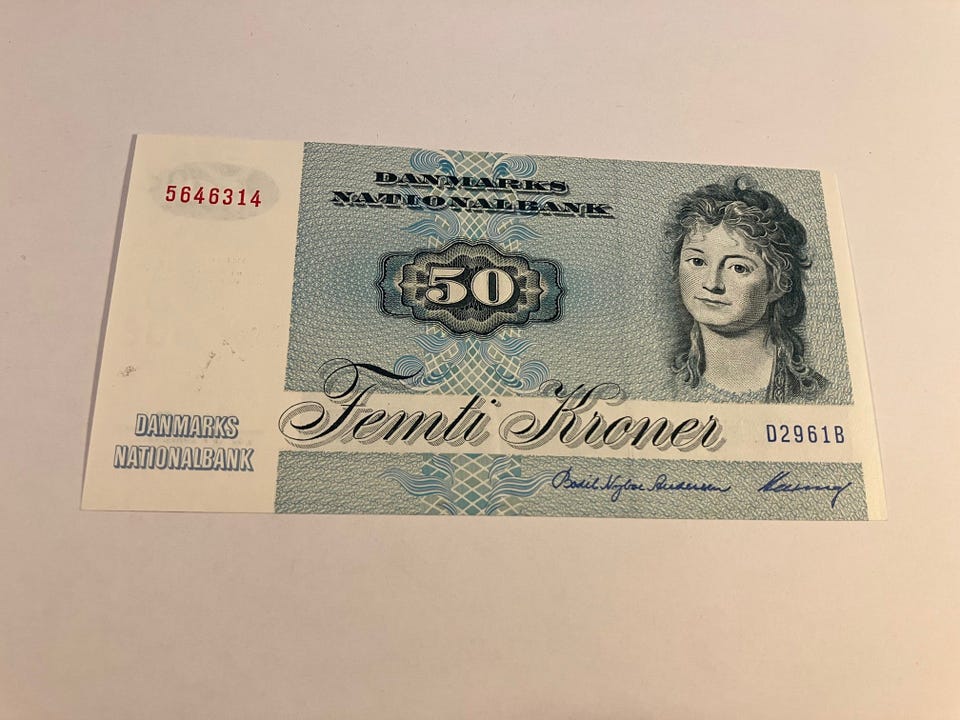 5646314
DANMARKS
NATIONALBANK
50
Femti Kroner
D2961B
DANMARKS
NATIONALBANK
Bodil Nyboe Andersen